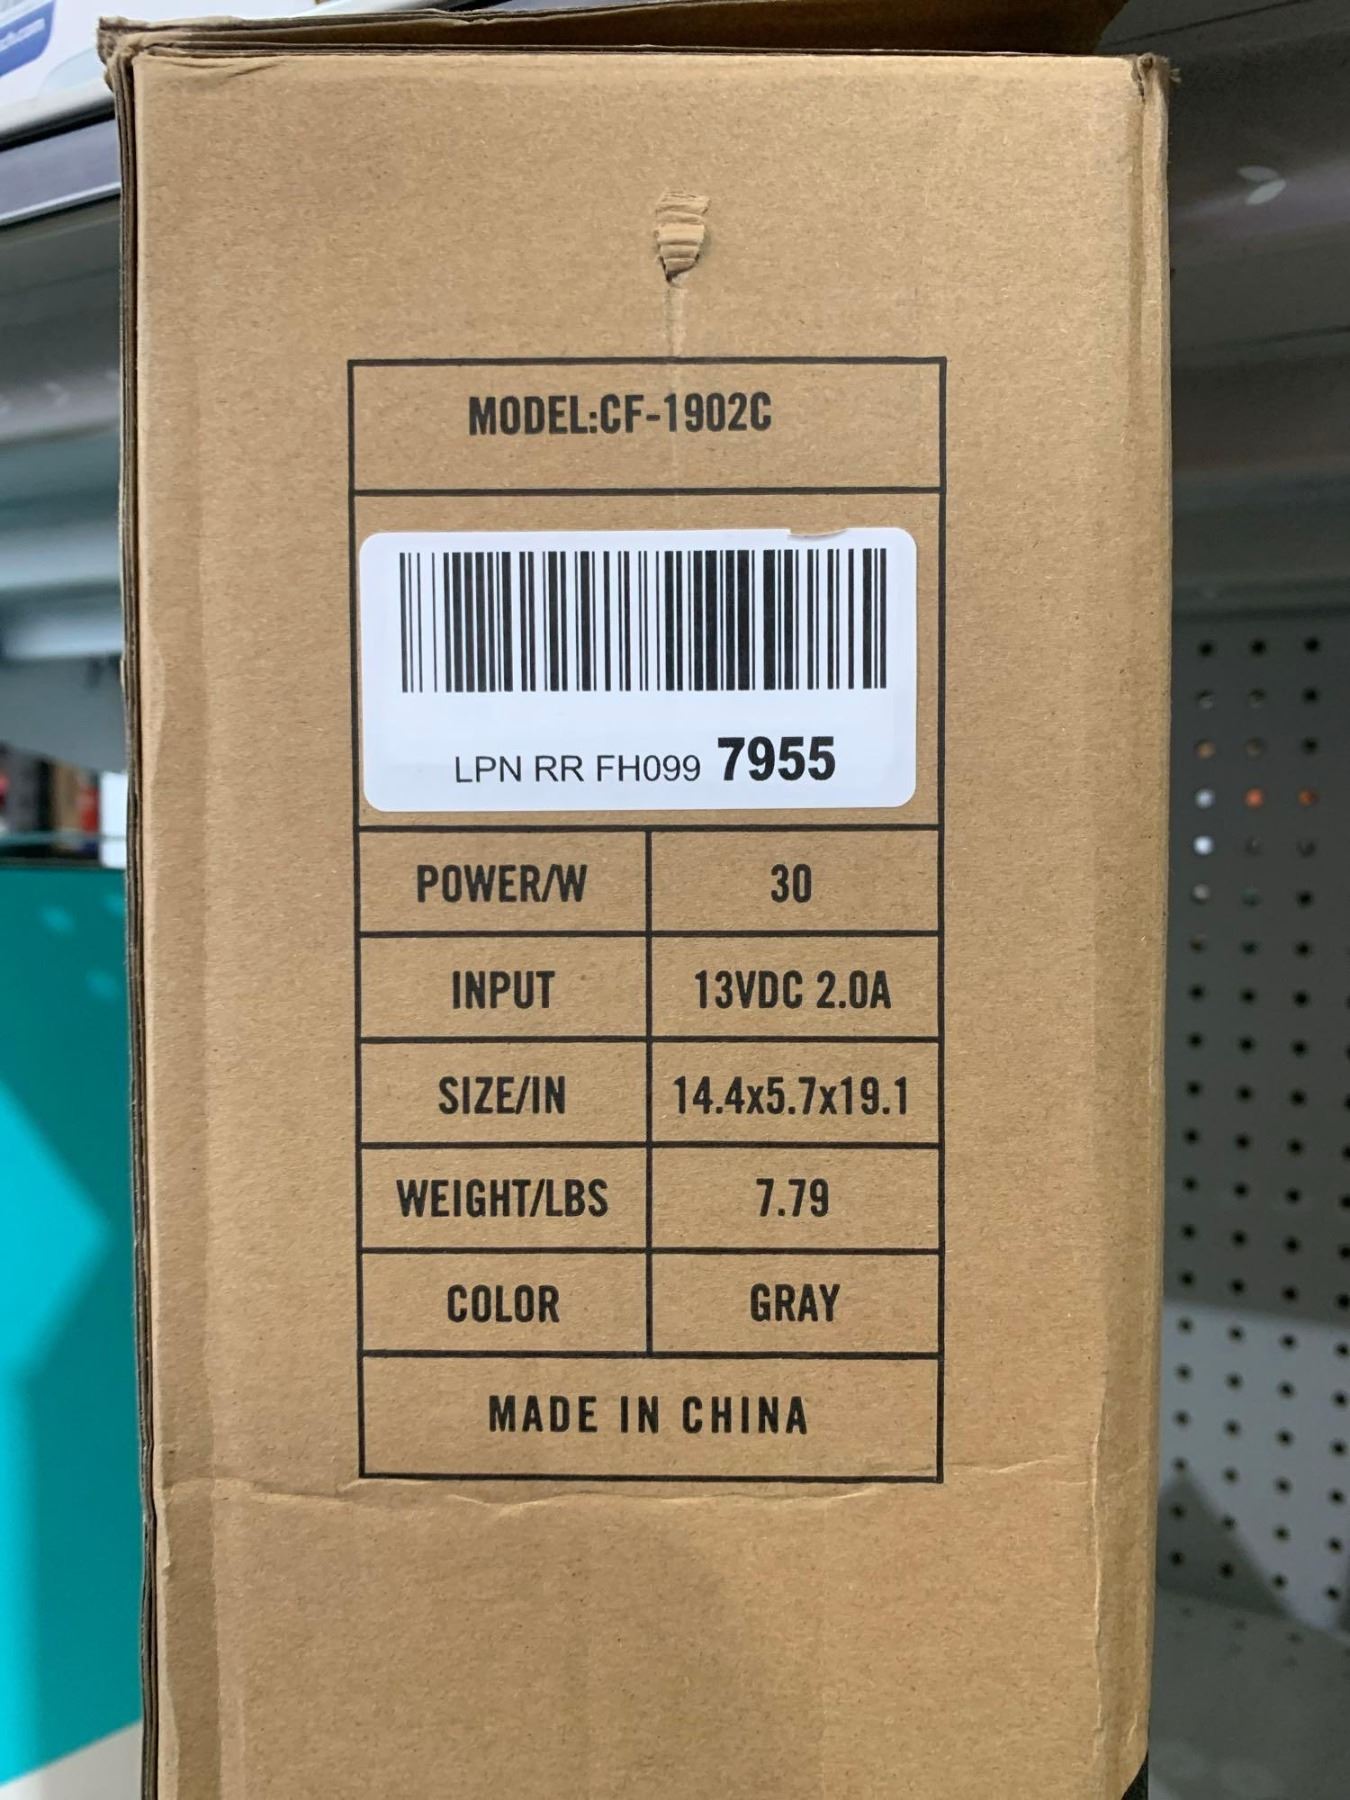 MODEL:CF-1902C
LPN RR FH099 7955
POWER/W 30
INPUT 13VDC 2.0A
SIZE/IN 14.4x5.7x19.1
WEIGHT/LBS 7.79
COLOR GRAY
MADE IN CHINA